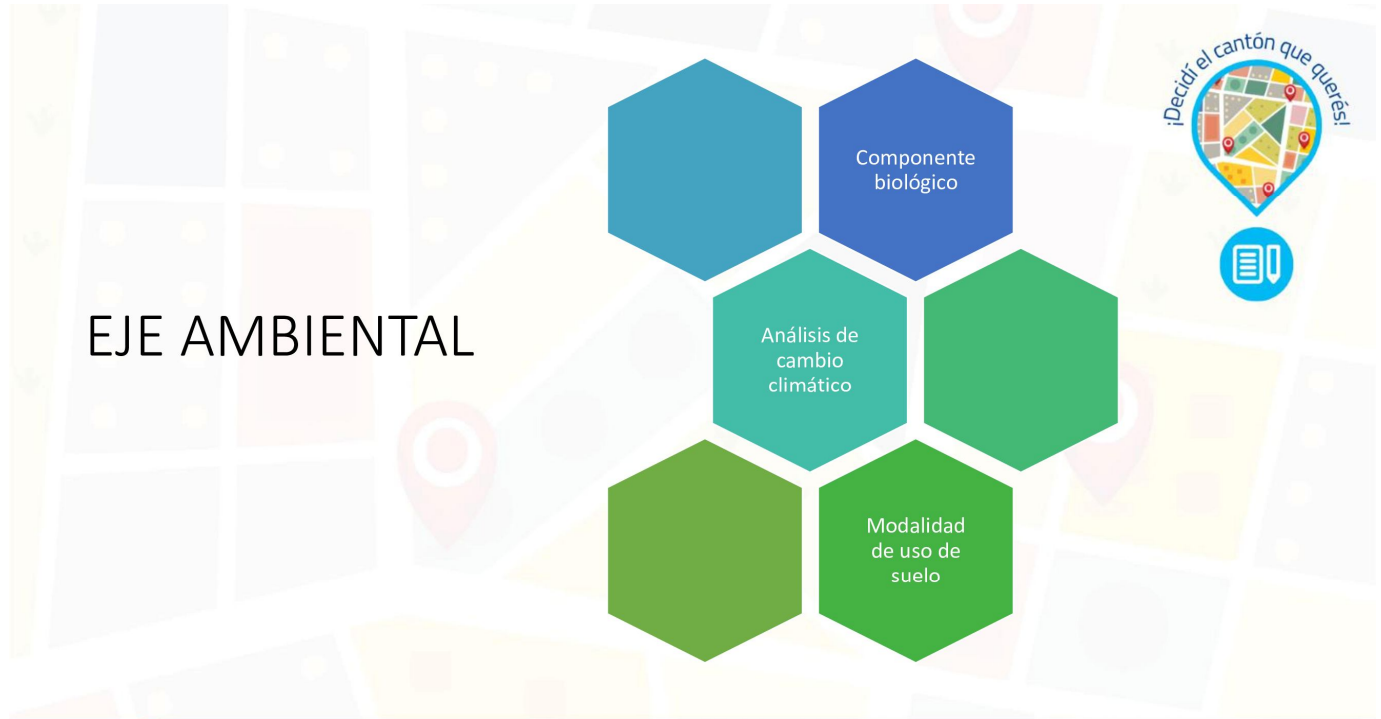 ¡Decidí el cantón que querés!
Componente
biológico
EJE AMBIENTAL
Análisis de
cambio
climático
Modalidad
de uso de
suelo